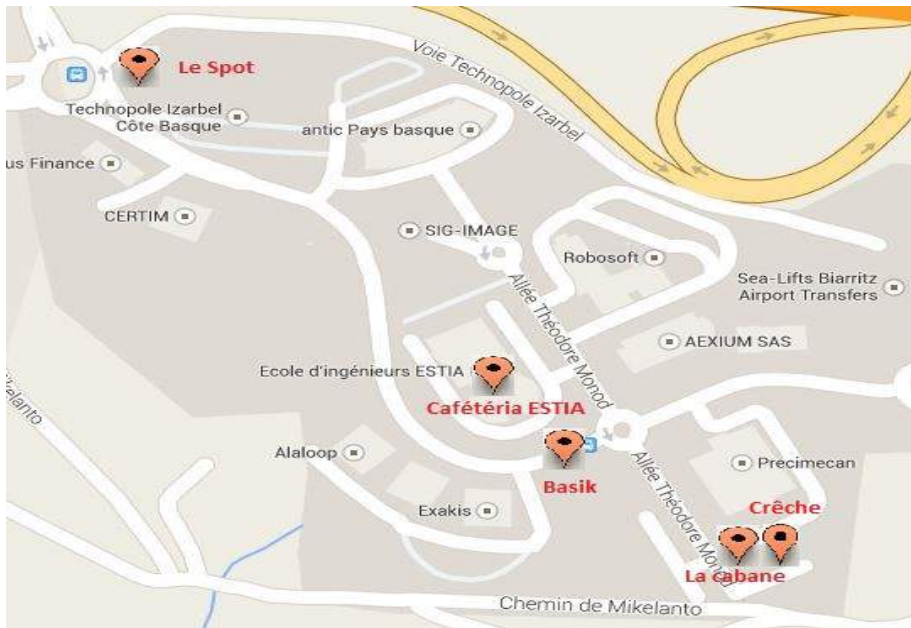 Voie Technopole Izarbel
Le Spot
Technopole Izarbel
Côte Basque
antic Pays basque
us Finance
CERTIM
SIG-IMAGE
Robosoft
Sea-Lifts Biarritz
Airport Transfers
Allée Théodore Monod
AEXIUM SAS
Ecole d'ingénieurs ESTIA
Cafétéria ESTIA
Mikelanto
Alaloop
Basik
Precimecan
Exakis
Crêche
Allée Théodore Monod
La cabane
Chemin de Mikelanto